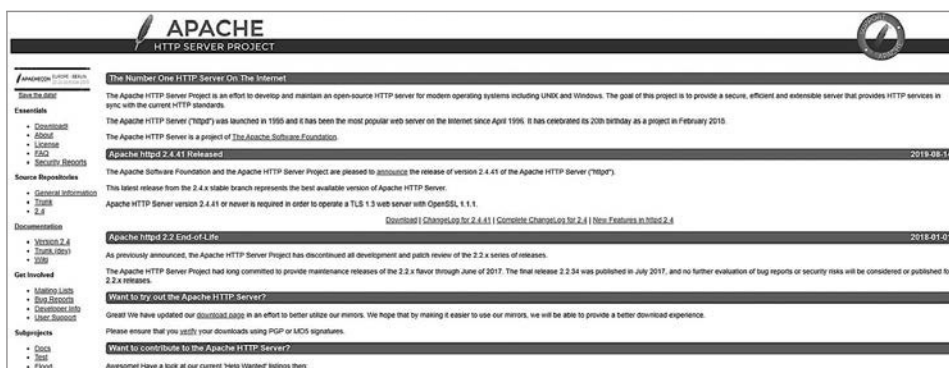 APACHE
HTTP SERVER PROJECT
APACHECON EUROPE BERLIN
Save the date!
Essentials
Download!
About
License
FAQ
Security Reports
Source Repositories
General Information
Trunk
2.4
Documentation
Version 2.4
Trunk (dev)
Wiki
Get Involved
Mailing Lists
Bug Reports
Developer Info
User Support
Subprojects
Docs
Test
Flood
The Number One HTTP Server On The Internet
The Apache HTTP Server Project is an effort to develop and maintain an open-source HTTP server for modern operating systems including UNIX and Windows. The goal of this project is to provide a secure, efficient and extensible server that provides HTTP services in
sync with the current HTTP standards.
The Apache HTTP Server ("httpd") was launched in 1995 and it has been the most popular web server on the Internet since April 1996. It has celebrated its 20th birthday as a project in February 2015.
The Apache HTTP Server is a project of The Apache Software Foundation.
Apache httpd 2.4.41 Released 2019-08-14
The Apache Software Foundation and the Apache HTTP Server Project are pleased to announce the release of version 2.4.41 of the Apache HTTP Server ("httpd").
This latest release from the 2.4.x stable branch represents the best available version of Apache HTTP Server.
Apache HTTP Server version 2.4.41 or newer is required in order to operate a TLS 1.3 web server with OpenSSL 1.1.1.
Download | ChangeLog for 2.4.41 | Complete ChangeLog for 2.4 | New Features in httpd 2.4
Apache httpd 2.2 End-of-Life 2018-01-01
As previously announced, the Apache HTTP Server Project has discontinued all development and patch review of the 2.2.x series of releases.
The Apache HTTP Server Project had long committed to provide maintenance releases of the 2.2.x flavor through June of 2017. The final release 2.2.34 was published in July 2017, and no further evaluation of bug reports or security risks will be considered or published fo
2.2.x releases.
Want to try out the Apache HTTP Server?
Great! We have updated our download page in an effort to better utilize our mirrors. We hope that by making it easier to use our mirrors, we will be able to provide a better download experience.
Please ensure that you verify your downloads using PGP or MD5 signatures.
Want to contribute to the Apache HTTP Server?
Awesome! Have a look at our current 'Help Wanted' listings then: